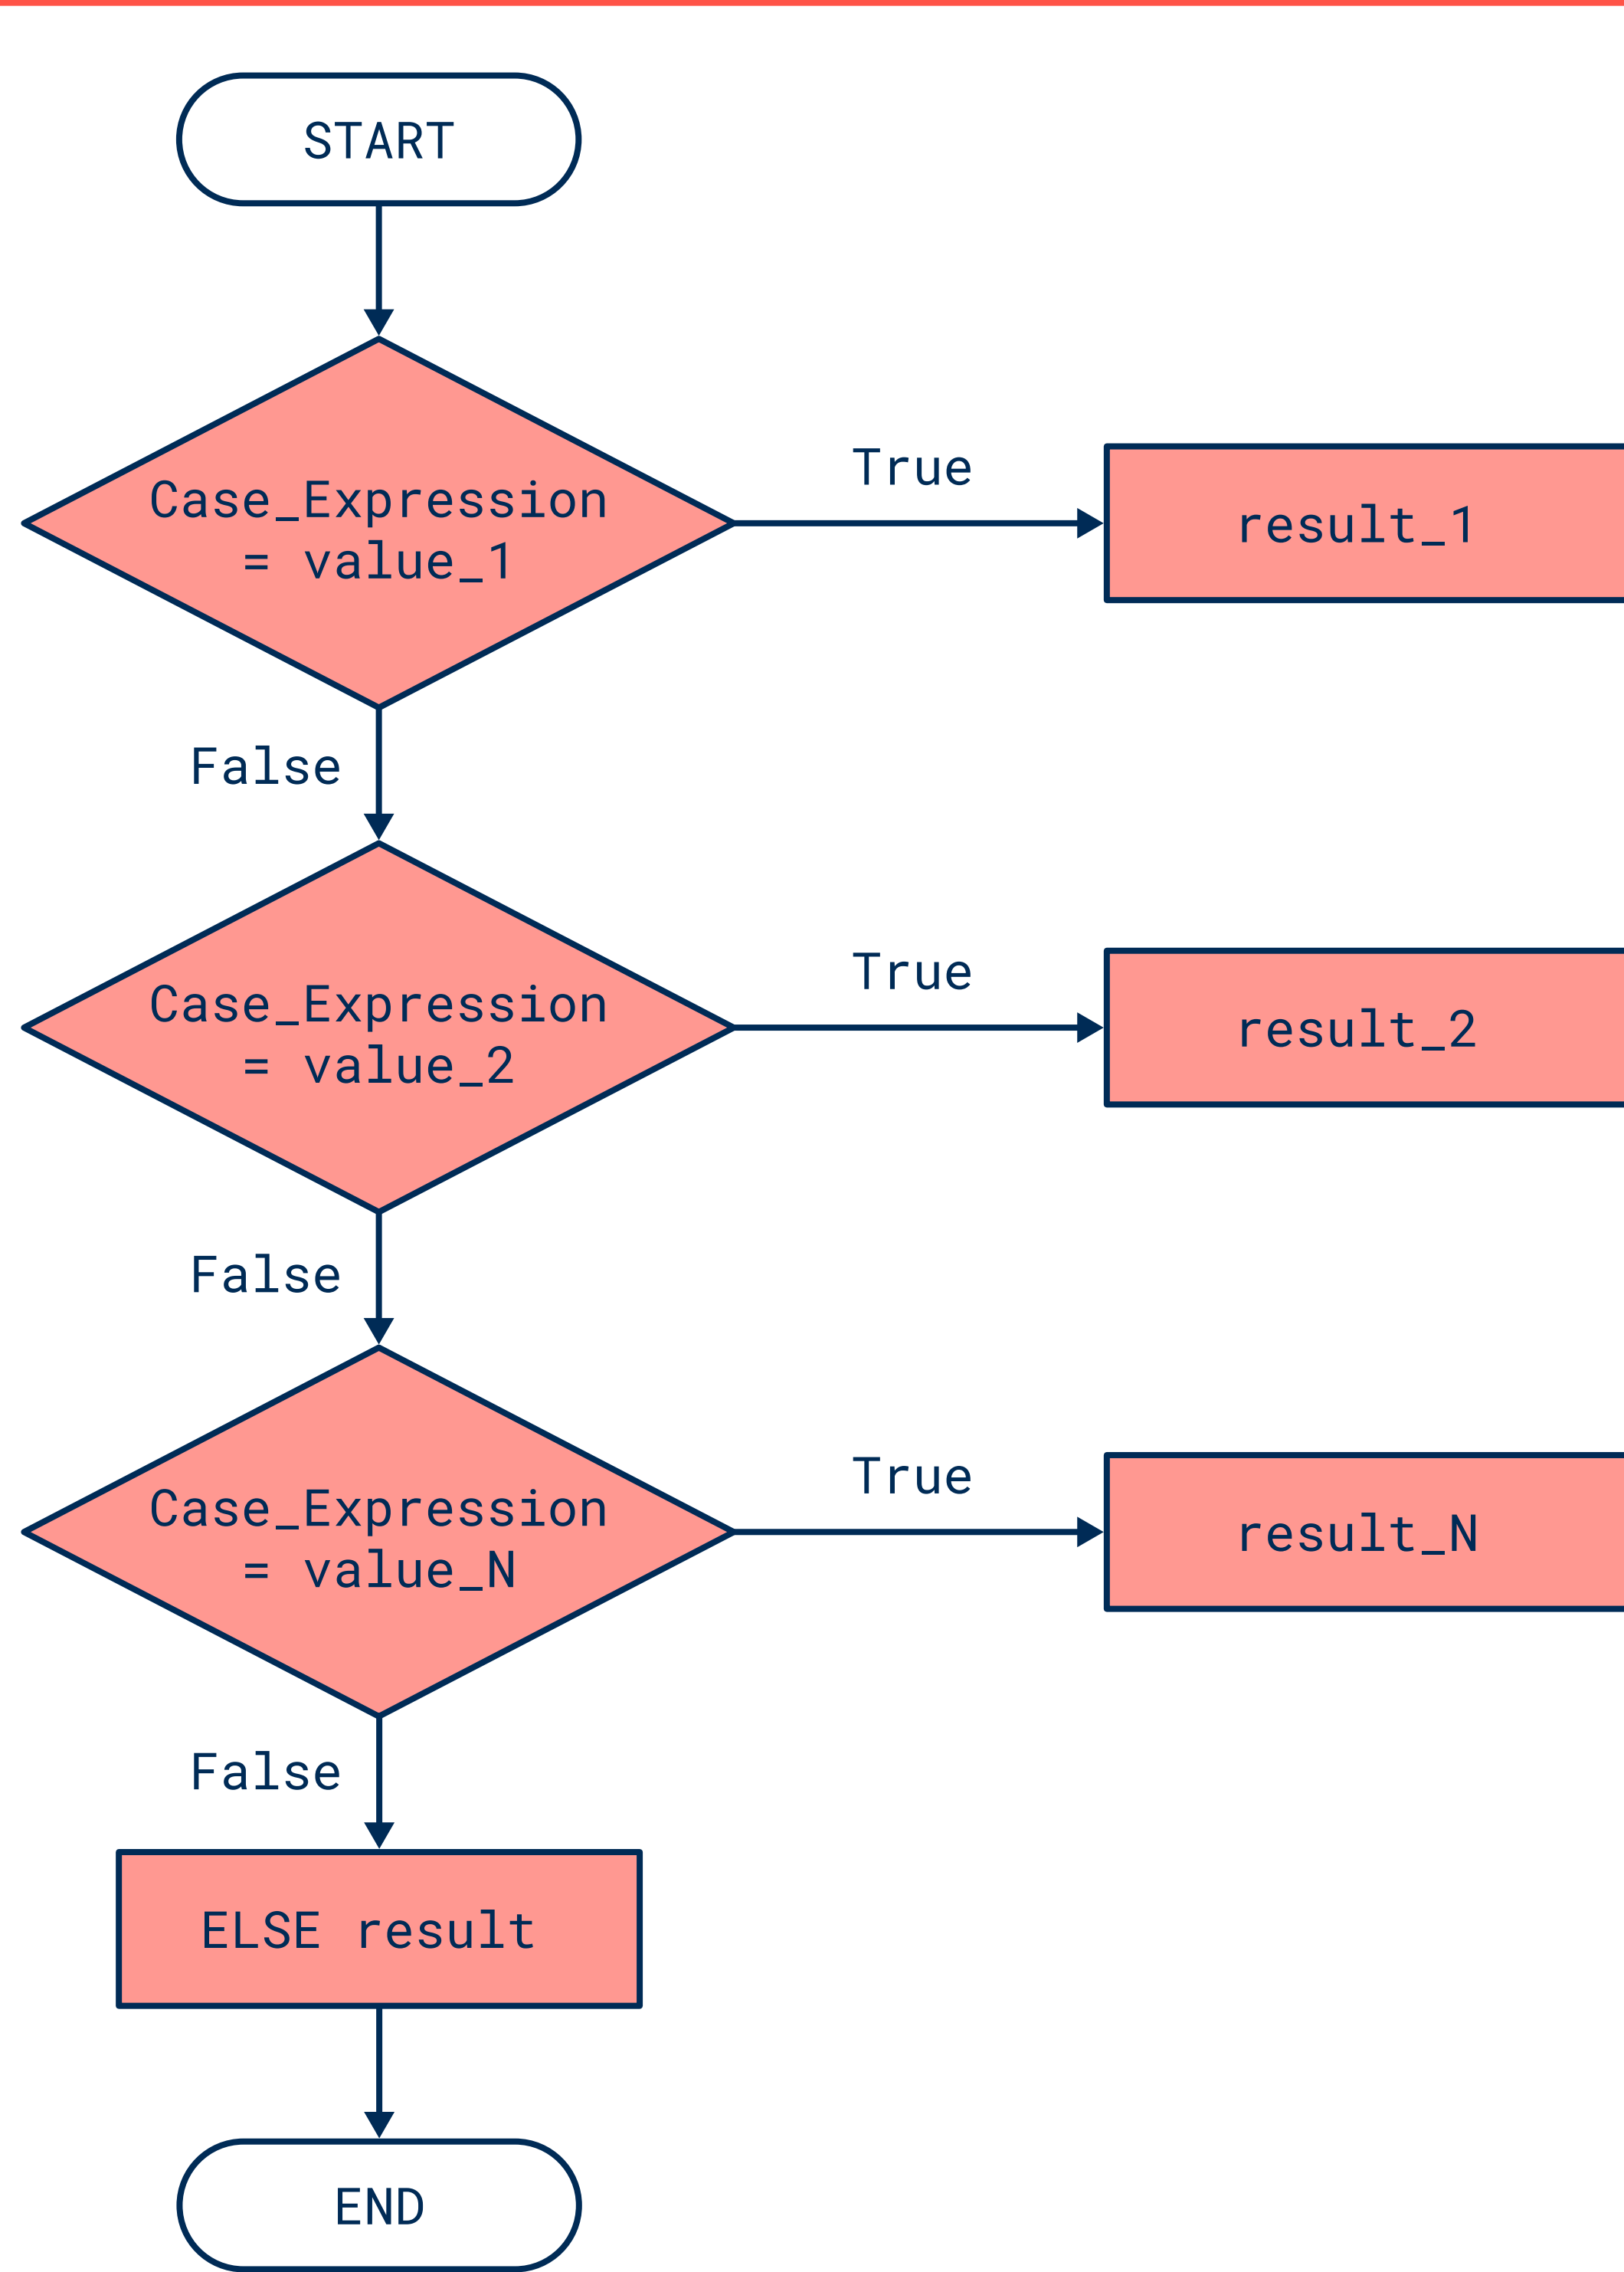 START
Case_Expression
= value_1
True
result_1
False
Case_Expression
= value_2
True
result_2
False
Case_Expression
= value_N
True
result_N
False
ELSE result
END